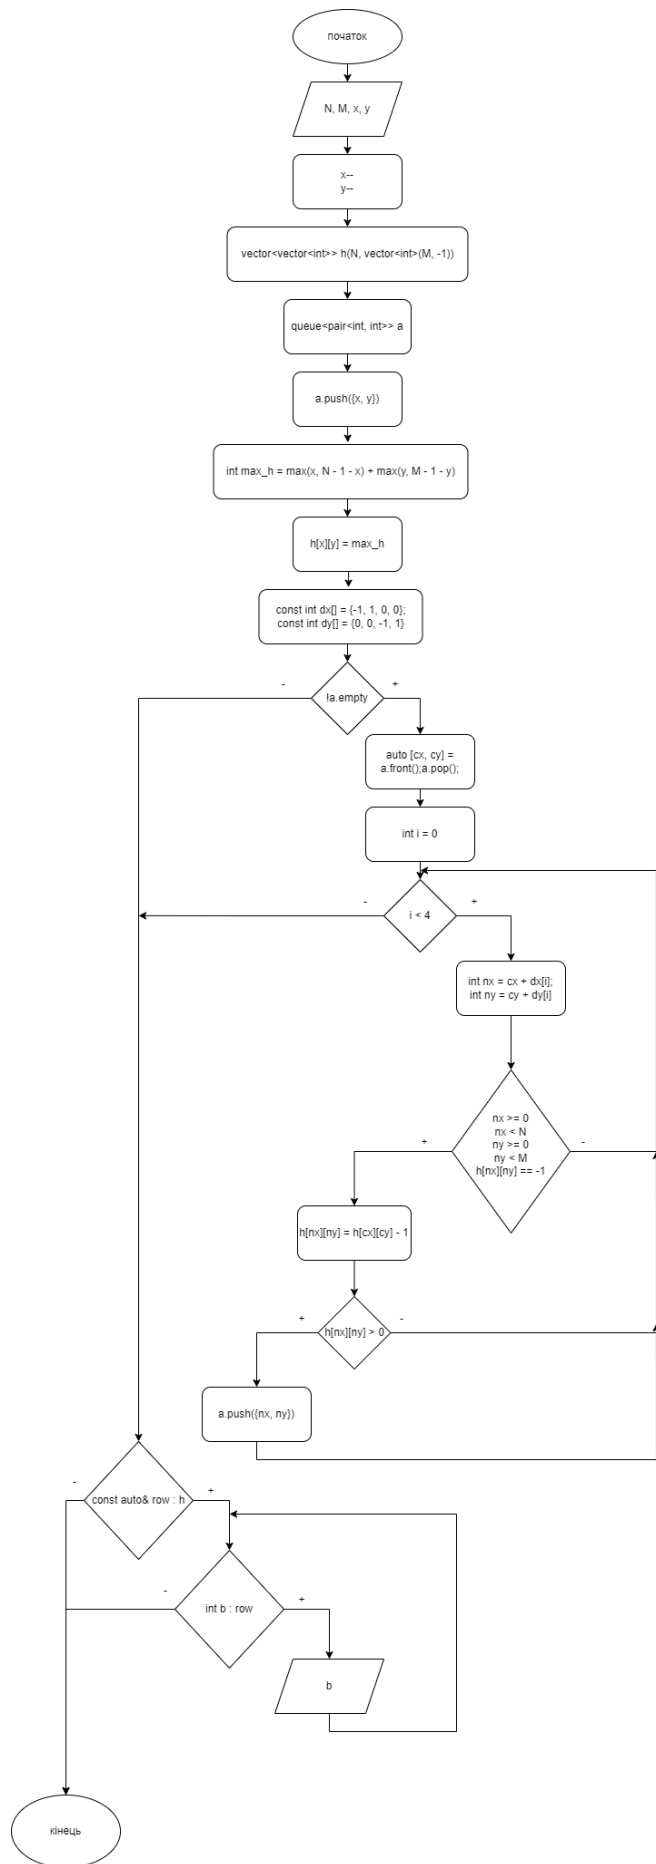 початок
N, M, x, y
x--
y--
vector<vector<int>> h(N, vector<int>(M, -1))
queue<pair<int, int>> a
a.push({x, y})
int max_h = max(x, N - 1 - x) + max(y, M - 1 - y)
h[x][y] = max_h
const int dx[] = {-1, 1, 0, 0};
const int dy[] = {0, 0, -1, 1}
-
+
!a.empty
auto [cx, cy] =
a.front();a.pop();
int i = 0
-
+
i < 4
int nx = cx + dx[i];
int ny = cy + dy[i]
nx >= 0
nx < N
ny >= 0
ny < M
h[nx][ny] == -1
+
-
h[nx][ny] = h[cx][cy] - 1
+
-
h[nx][ny] > 0
a.push({nx, ny})
-
+
const auto& row : h
-
+
int b : row
b
кінець